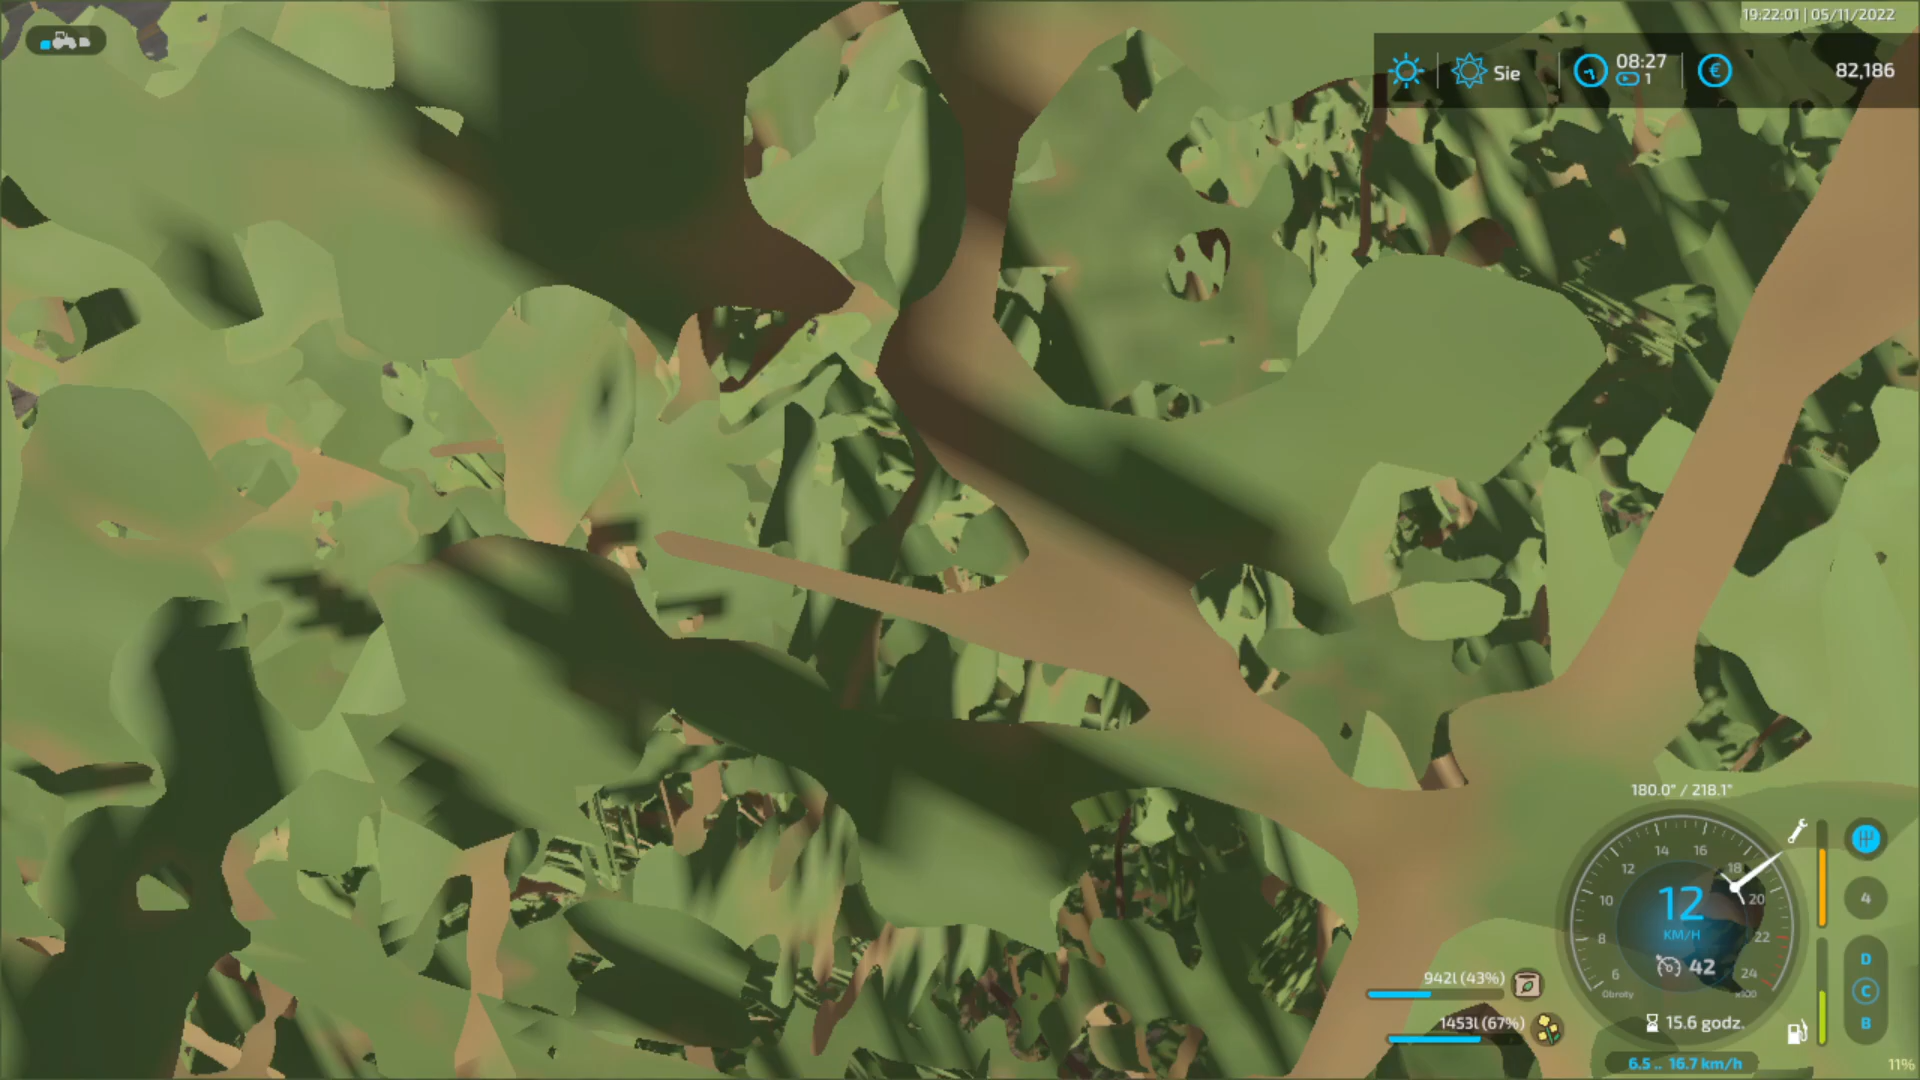 19:22:01 | 05/11/2022
Sie
08:27
1
82,186
180.0° / 218.1°
6 8 10 12 14 16 18 20 22 24
12
KM/H
42
Obroty
x100
15.6 godz.
6.5 .. 16.7 km/h
4
D
C
B
942l (43%)
1453l (67%)
11%